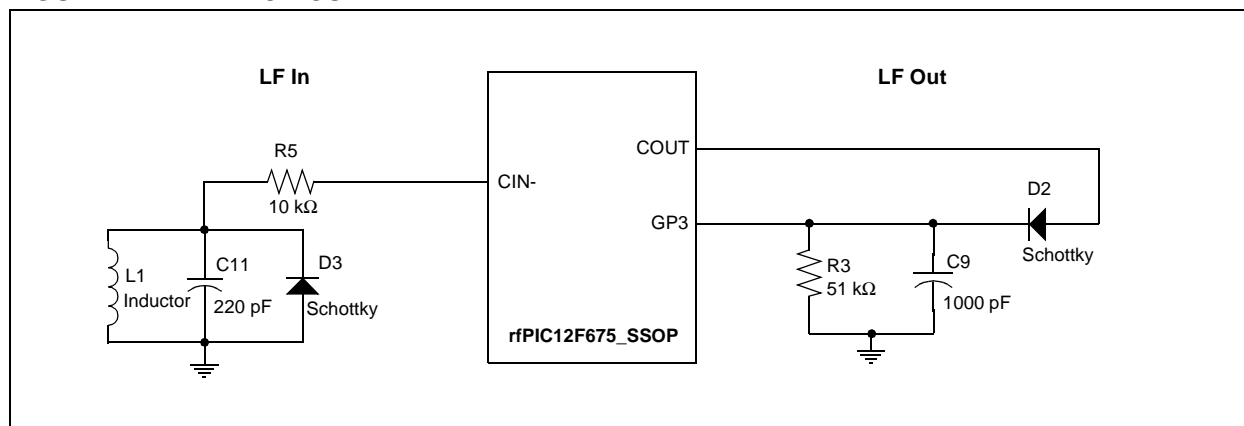 LF In
LF Out
R5
10 kΩ
CIN-
COUT
GP3
D2
Schottky
L1
Inductor
C11
220 pF
D3
Schottky
R3
51 kΩ
C9
1000 pF
rfPIC12F675_SSOP